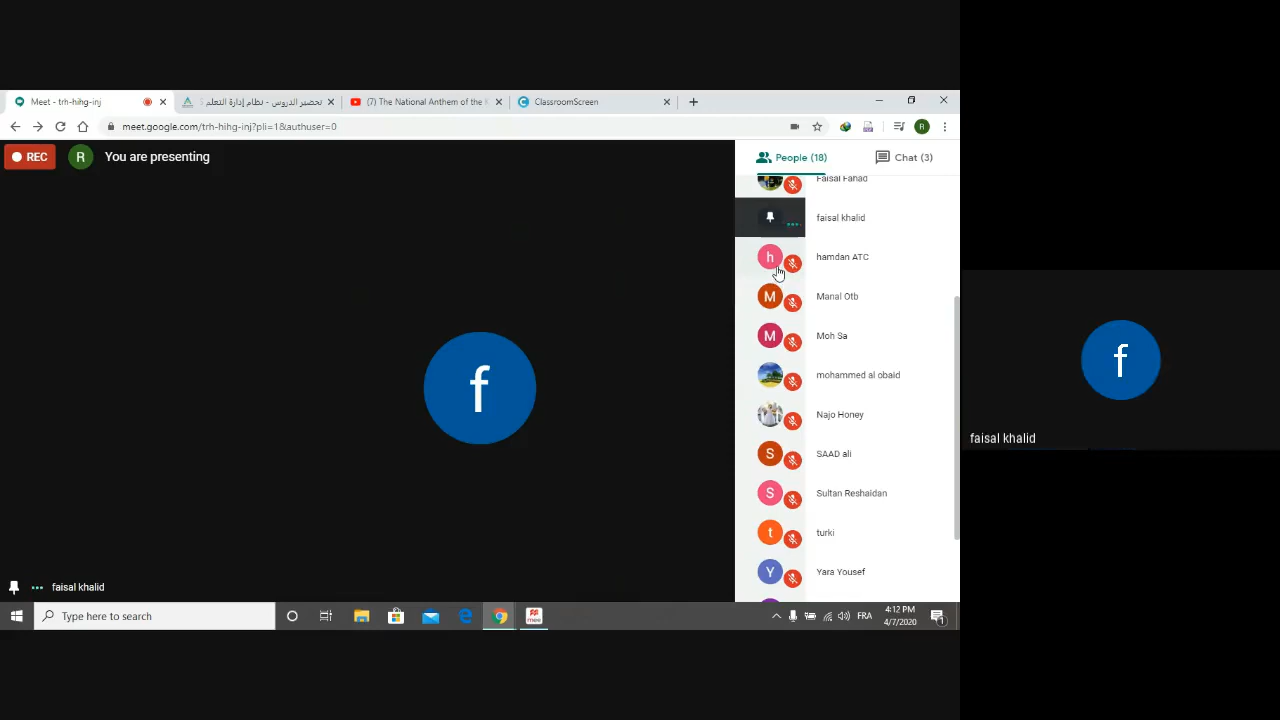 Meet - trh-hihg-inj
تحضير الدروس - نظام إدارة التعلم
(7) The National Anthem of the
ClassroomScreen
meet.google.com/trh-hihg-inj?pli=1&authuser=0
R
REC
R
You are presenting
People (18)
Chat (3)
Faisal Fahad
faisal khalid
h
hamdan ATC
M
Manal Otb
M
Moh Sa
mohammed al obaid
Najo Honey
S
SAAD ali
S
Sultan Reshaidan
t
turki
Y
Yara Yousef
f
faisal khalid
f
faisal khalid
Type here to search
FRA
4:12 PM
4/7/2020
1